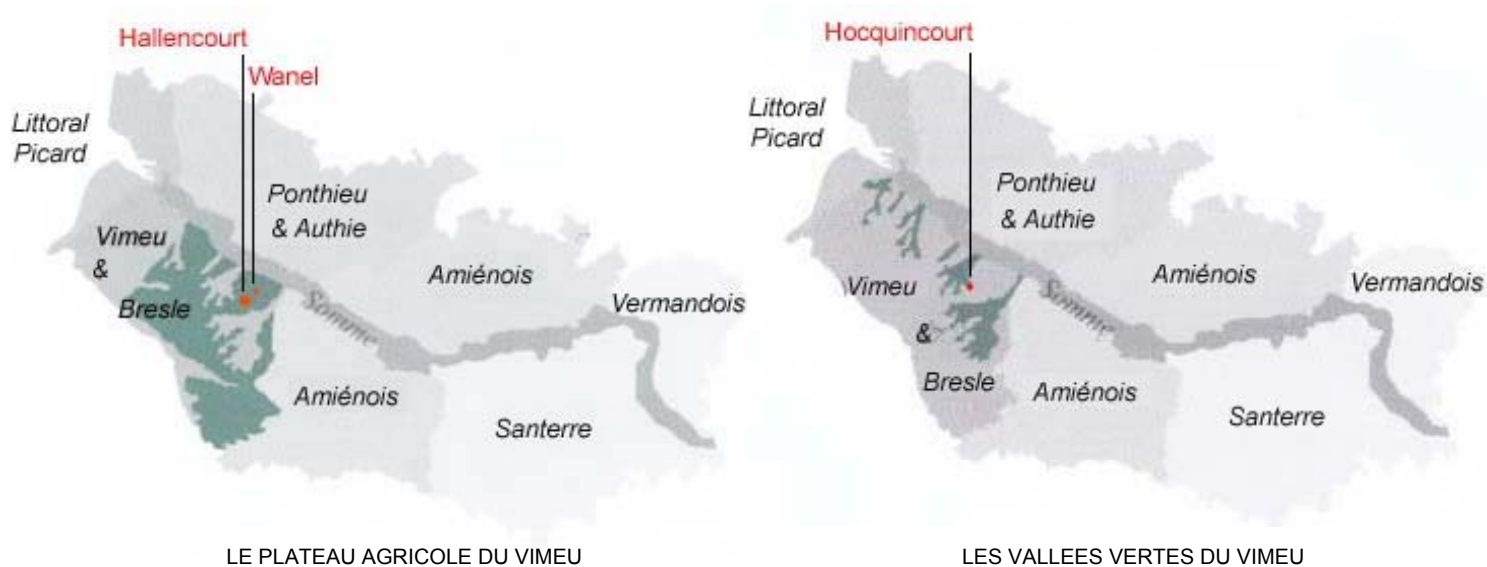 Hallencourt
Wanel
Littoral
Picard
Ponthieu
& Authie
Vimeu
&
Bresle
Amiénois
Vermandois
Somme
Amiénois
Santerre
LE PLATEAU AGRICOLE DU VIMEU
Hocquincourt
Littoral
Picard
Ponthieu
& Authie
Vimeu
&
Bresle
Amiénois
Vermandois
Somme
Amiénois
Santerre
LES VALLEES VERTES DU VIMEU